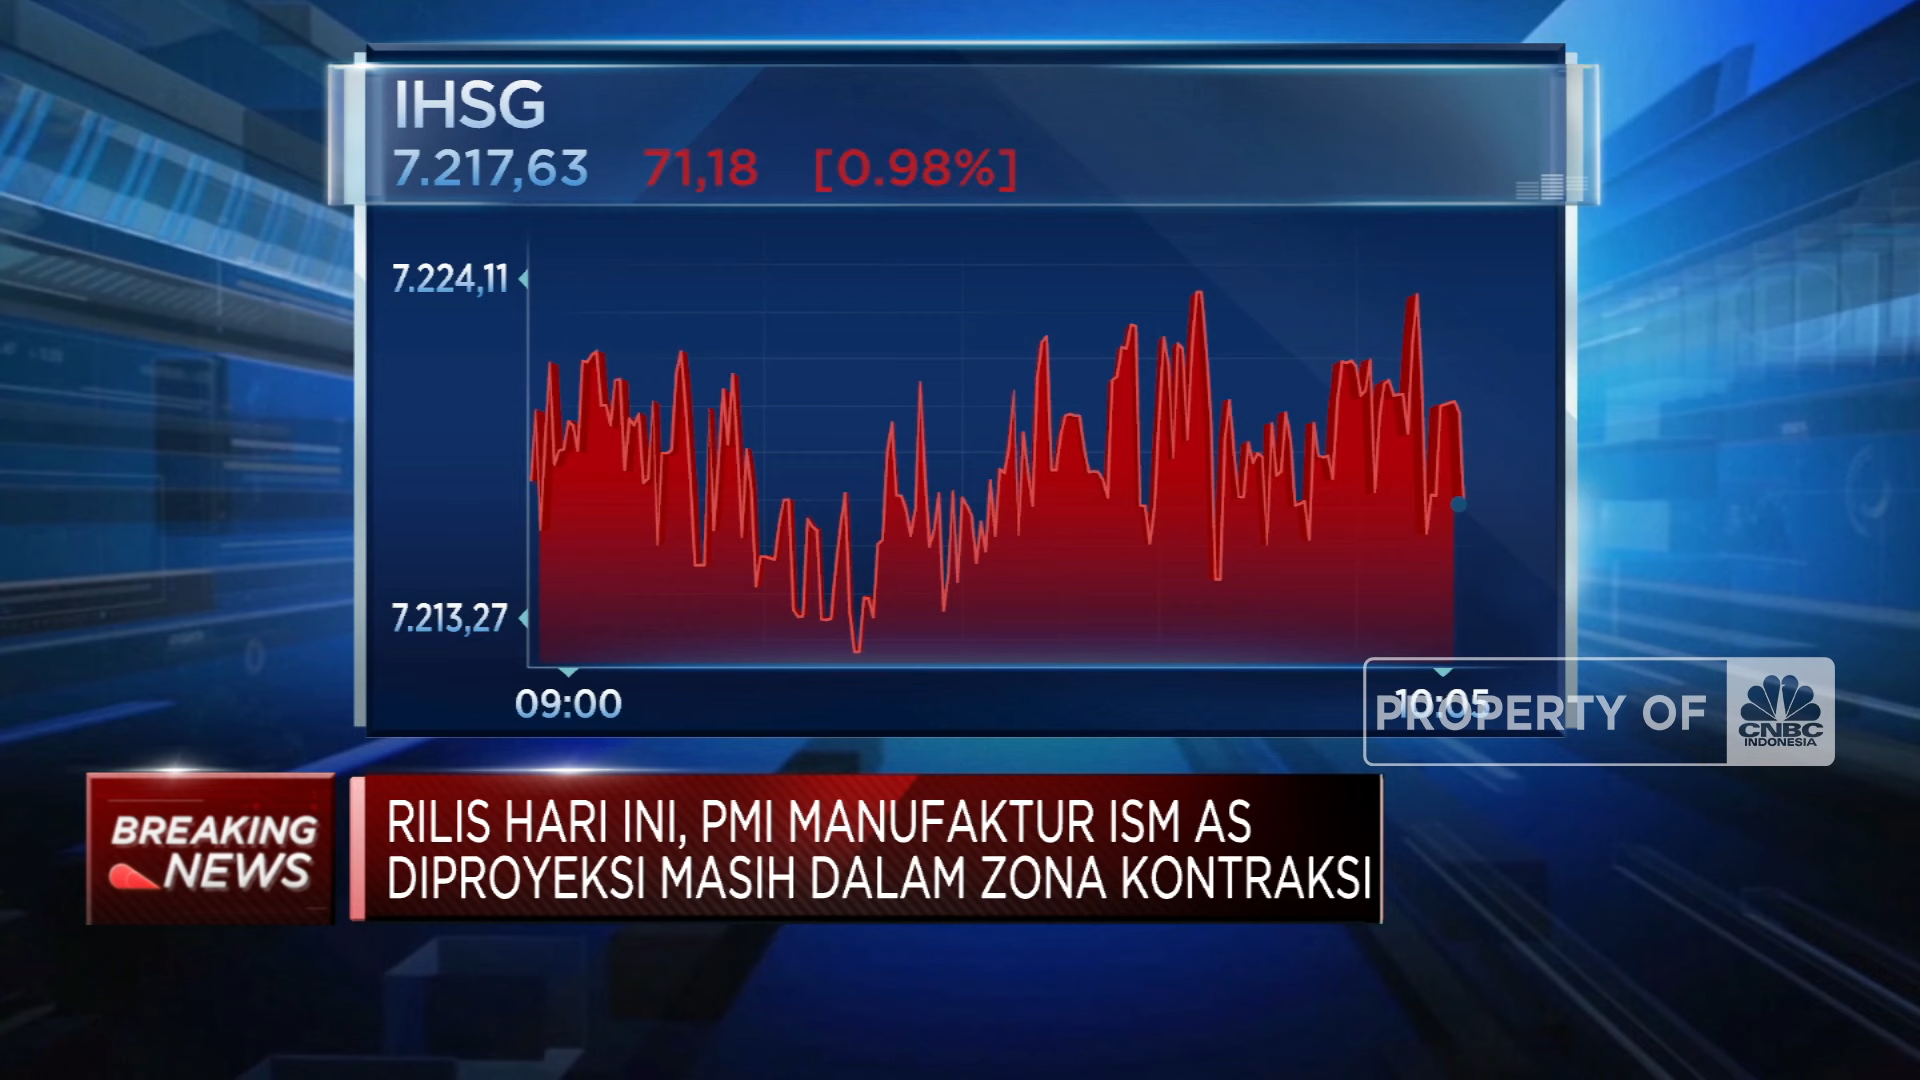 IHSG
7.217,63 71,18 [0.98%]
7.224,11
7.213,27
09:00 10:05
PROPERTY OF
CNBC
INDONESIA
BREAKING
NEWS
RILIS HARI INI, PMI MANUFAKTUR ISM AS
DIPROYEKSI MASIH DALAM ZONA KONTRAKSI